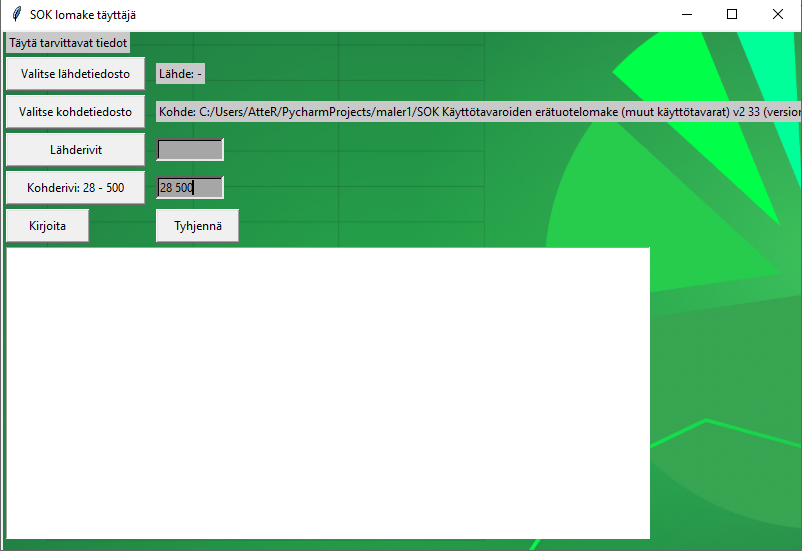 SOK lomake täyttäjä
Täytä tarvittavat tiedot
Valitse lähdetiedosto Lähde: -
Valitse kohdetiedosto Kohde: C:/Users/AtteR/PycharmProjects/maler1/SOK Käyttötavaroiden erätuotelomake (muut käyttötavarat) v2 33 (version
Lähderivit
Kohderivi: 28 - 500 28 500
Kirjoita Tyhjennä